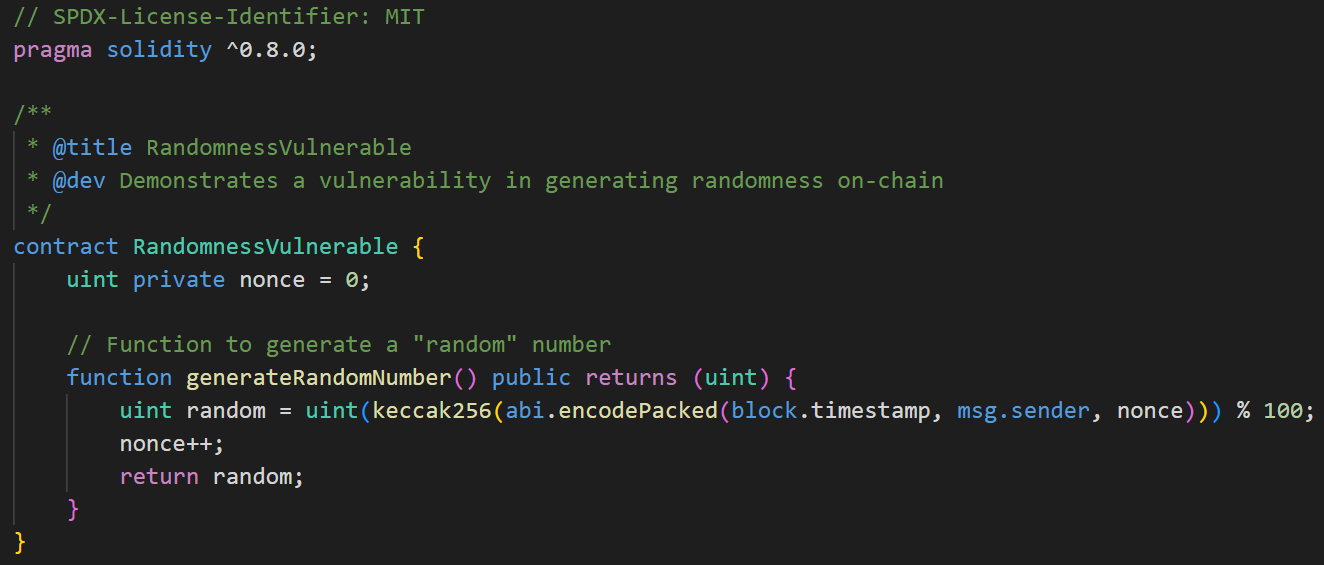 // SPDX-License-Identifier: MIT
pragma solidity ^0.8.0;

/**
 * @title RandomnessVulnerable
 * @dev Demonstrates a vulnerability in generating randomness on-chain
 */
contract RandomnessVulnerable {
    uint private nonce = 0;

    // Function to generate a "random" number
    function generateRandomNumber() public returns (uint) {
        uint random = uint(keccak256(abi.encodePacked(block.timestamp, msg.sender, nonce))) % 100;
        nonce++;
        return random;
    }
}